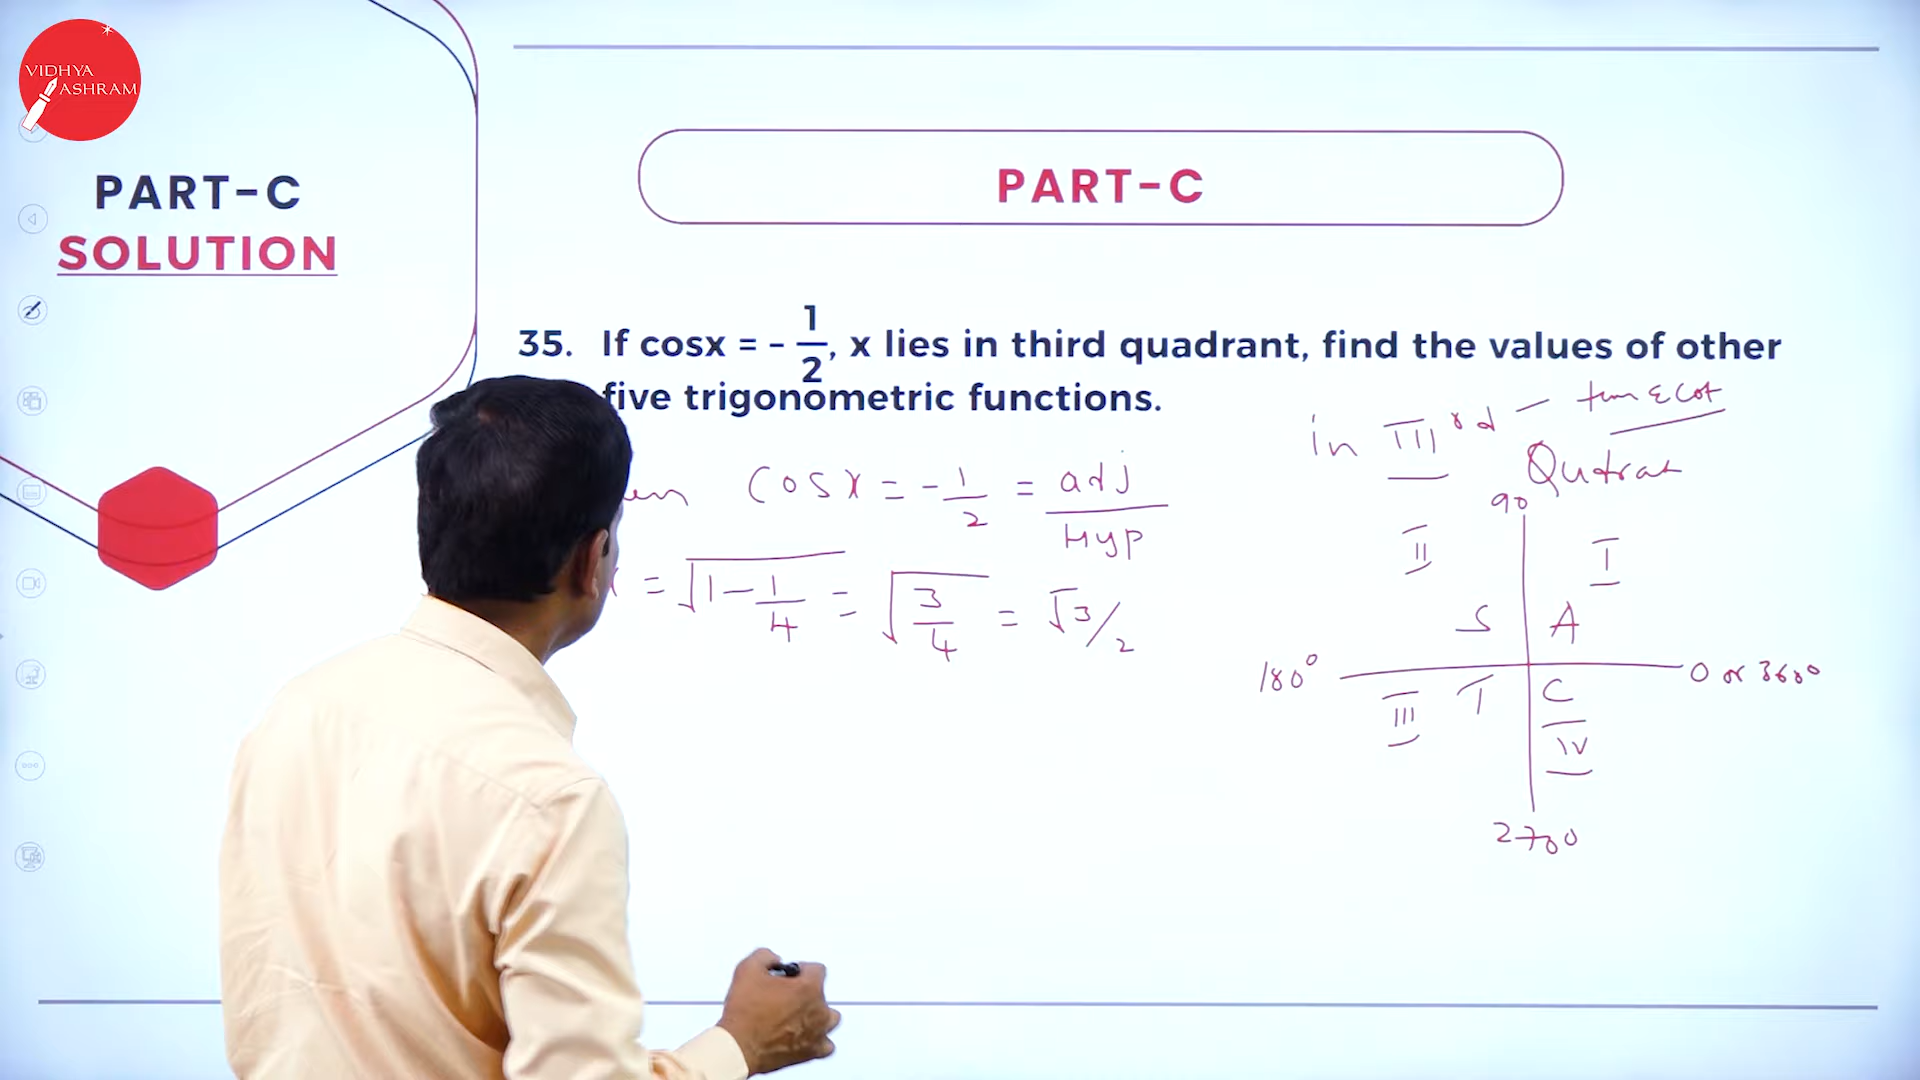 VIDHYA
ASHRAM
PART-C
SOLUTION
PART-C
35. If cosx = - 1/2, x lies in third quadrant, find the values of other
five trigonometric functions.
in III rd - tan & cot
Qudrat
cos x = - 1/2 = adj/Hyp
= √1 - 1/4 = √3/4 = √3/2
90
II
I
S
A
180°
0 or 360°
III
T
C
IV
270